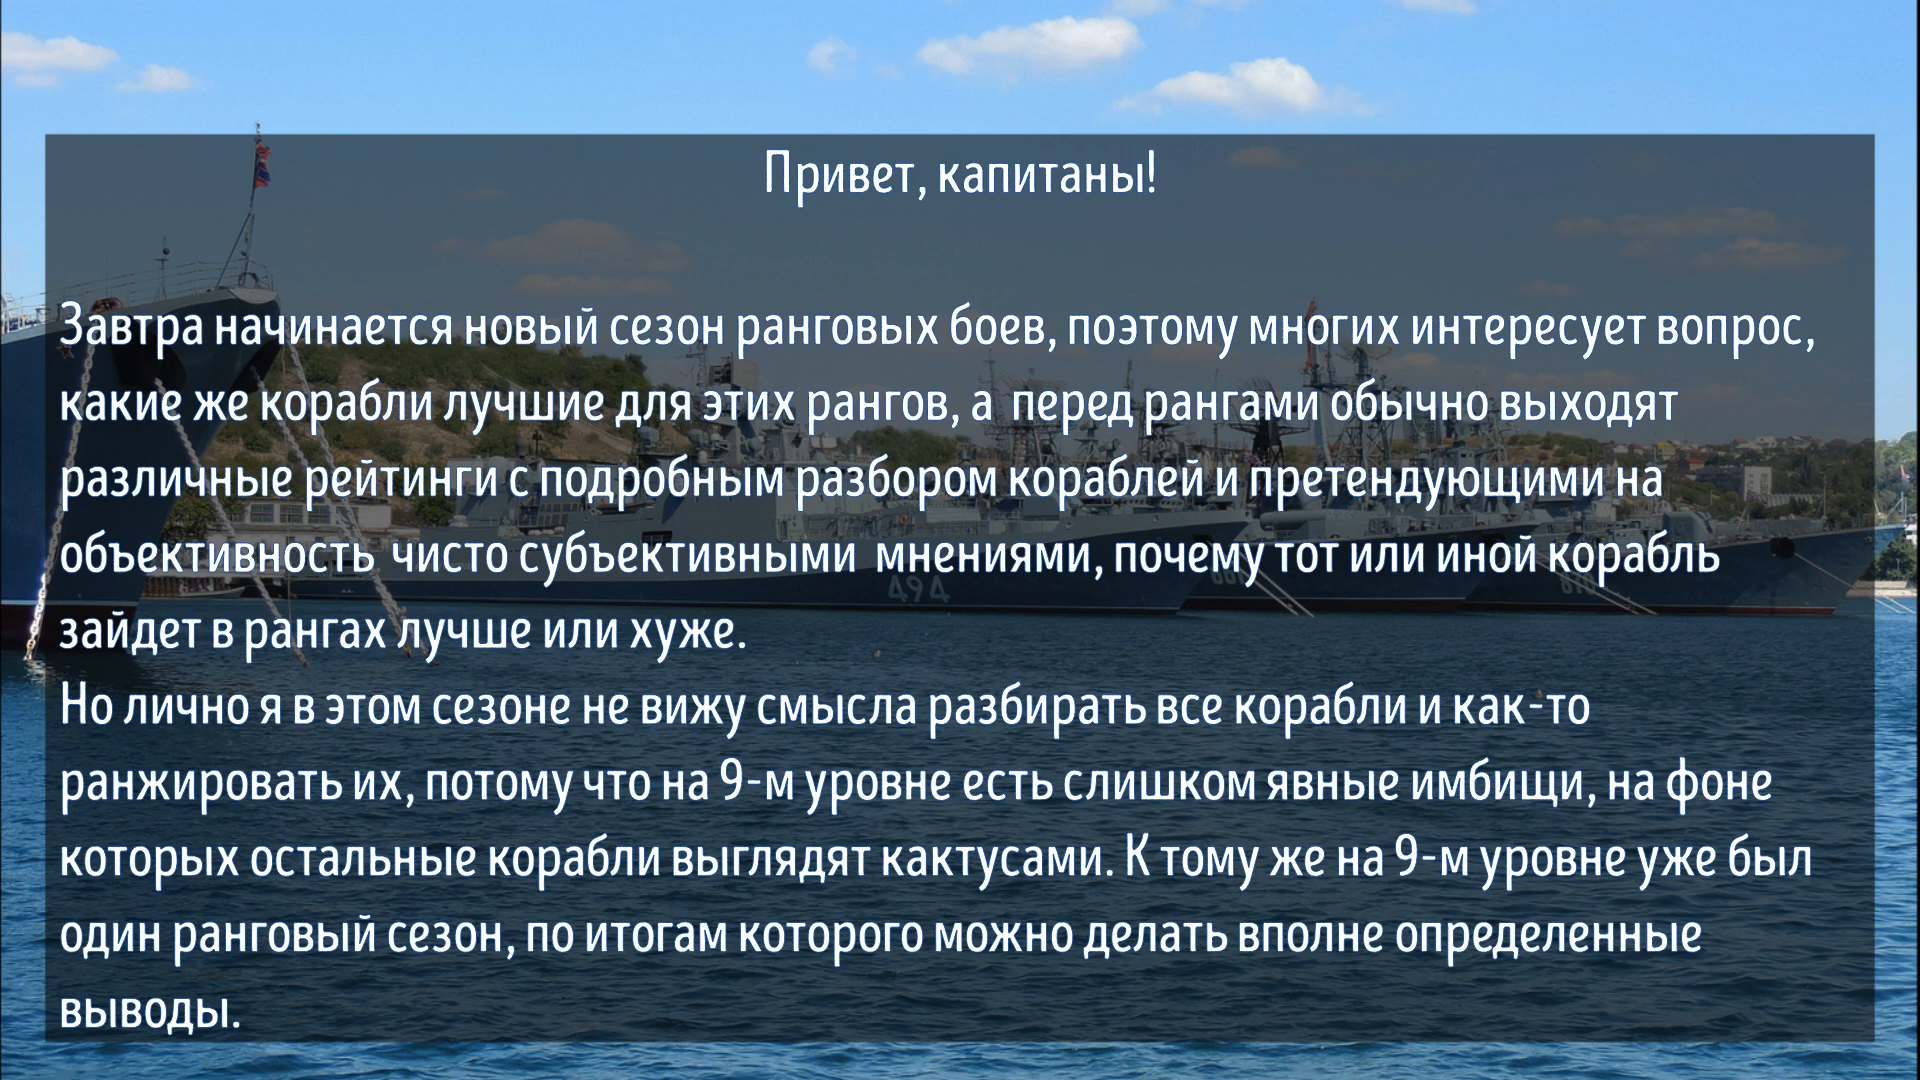 Привет, капитаны!
Завтра начинается новый сезон ранговых боев, поэтому многих интересует вопрос,
какие же корабли лучшие для этих рангов, а перед рангами обычно выходят
различные рейтинги с подробным разбором кораблей и претендующими на
объективность чисто субъективными мнениями, почему тот или иной корабль
зайдет в рангах лучше или хуже.
Но лично я в этом сезоне не вижу смысла разбирать все корабли и как-то
ранжировать их, потому что на 9-м уровне есть слишком явные имбищи, на фоне
которых остальные корабли выглядят кактусами. К тому же на 9-м уровне уже был
один ранговый сезон, по итогам которого можно делать вполне определенные
выводы.
494